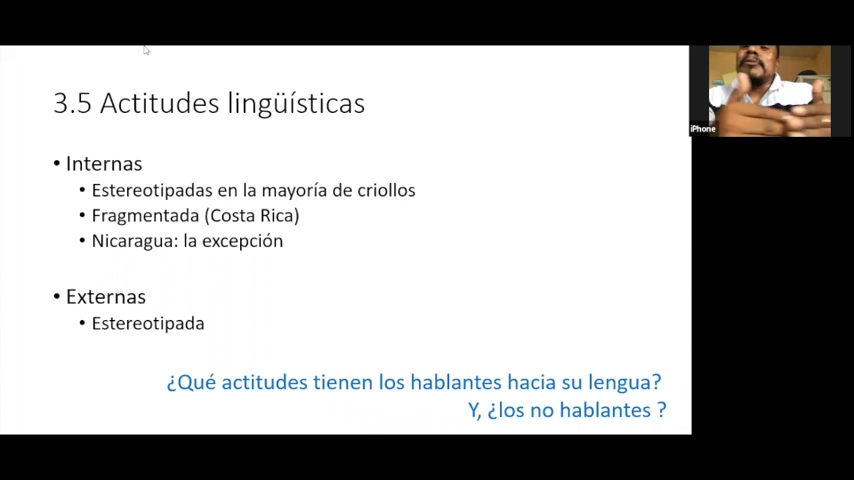 3.5 Actitudes lingüísticas
• Internas
• Estereotipadas en la mayoría de criollos
• Fragmentada (Costa Rica)
• Nicaragua: la excepción
• Externas
• Estereotipada
¿Qué actitudes tienen los hablantes hacia su lengua?
Y, ¿los no hablantes ?
iPhone